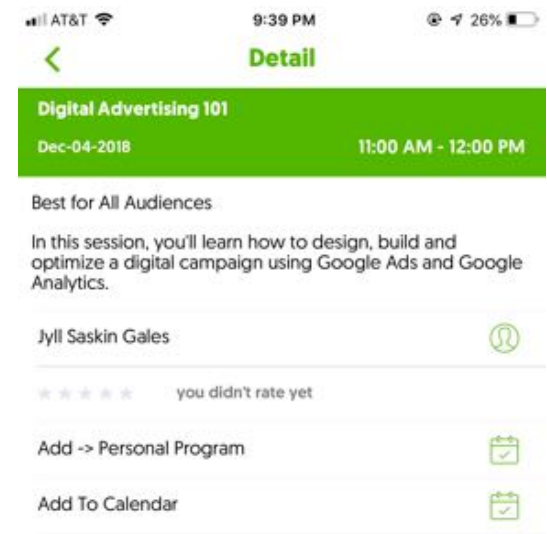 AT&T 9:39 PM 26%
Detail
Digital Advertising 101
Dec-04-2018 11:00 AM - 12:00 PM
Best for All Audiences
In this session, you'll learn how to design, build and
optimize a digital campaign using Google Ads and Google
Analytics.
Jyll Saskin Gales
you didn't rate yet
Add -> Personal Program
Add To Calendar